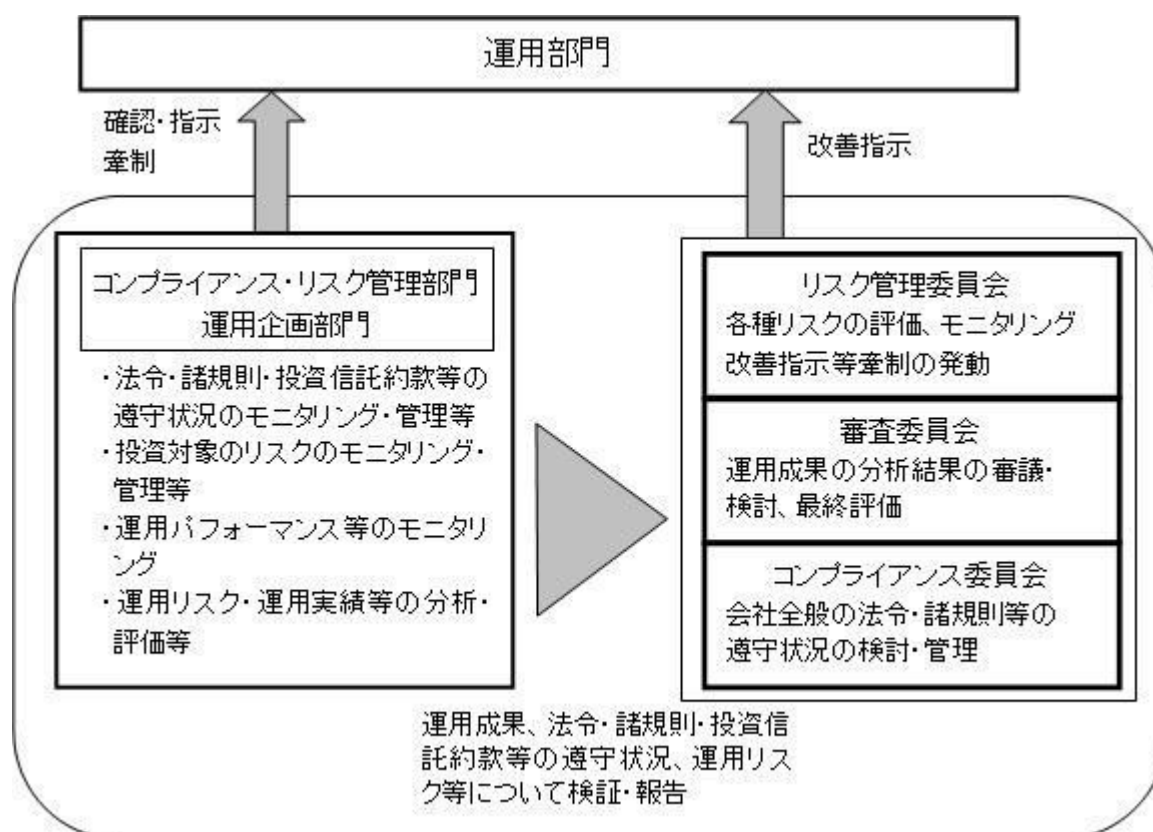 運用部門
確認・指示
牽制
改善指示
コンプライアンス・リスク管理部門
運用企画部門
・法令・諸規則・投資信託約款等の
遵守状況のモニタリング・管理等
・投資対象のリスクのモニタリング・
管理等
・運用パフォーマンス等のモニタリ
ング
・運用リスク・運用実績等の分析・
評価等
リスク管理委員会
各種リスクの評価、モニタリング
改善指示等牽制の発動
審査委員会
運用成果の分析結果の審議・
検討、最終評価
コンプライアンス委員会
会社全般の法令・諸規則等の
遵守状況の検討・管理
運用成果、法令・諸規則・投資信
託約款等の遵守状況、運用リス
ク等について検証・報告